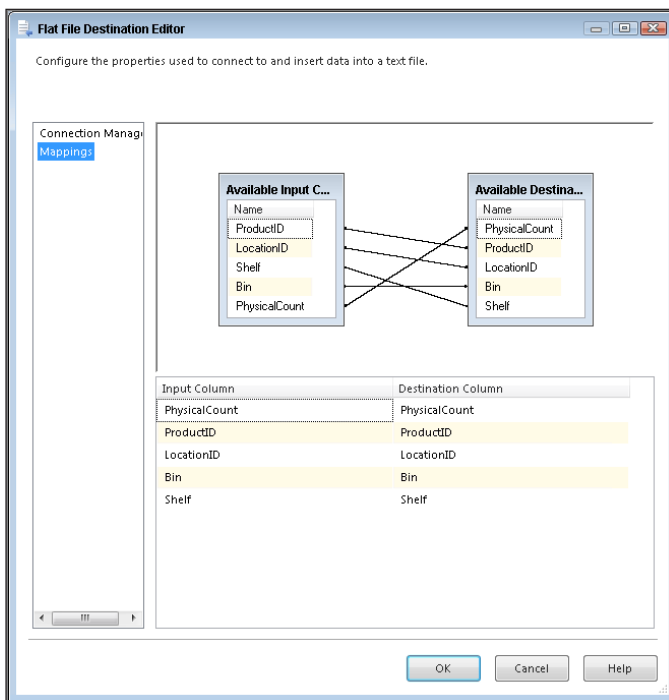 Flat File Destination Editor
Configure the properties used to connect to and insert data into a text file.
Connection Manag
Mappings
Available Input C...
Name
ProductID
LocationID
Shelf
Bin
PhysicalCount
Available Destina...
Name
PhysicalCount
ProductID
LocationID
Bin
Shelf
Input Column Destination Column
PhysicalCount PhysicalCount
ProductID ProductID
LocationID LocationID
Bin Bin
Shelf Shelf
OK Cancel Help